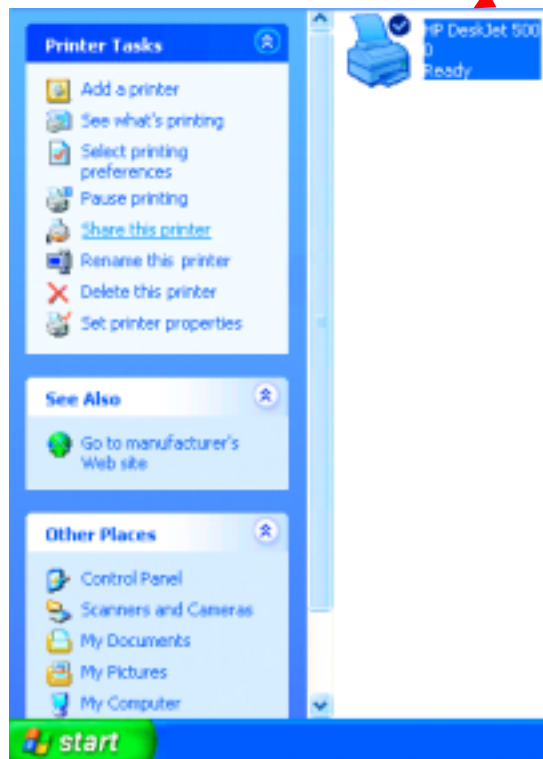 Printer Tasks
Add a printer
See what's printing
Select printing
preferences
Pause printing
Share this printer
Rename this printer
Delete this printer
Set printer properties
See Also
Go to manufacturer's
Web site
Other Places
Control Panel
Scanners and Cameras
My Documents
My Pictures
My Computer
HP DeskJet 500
0
Ready
start